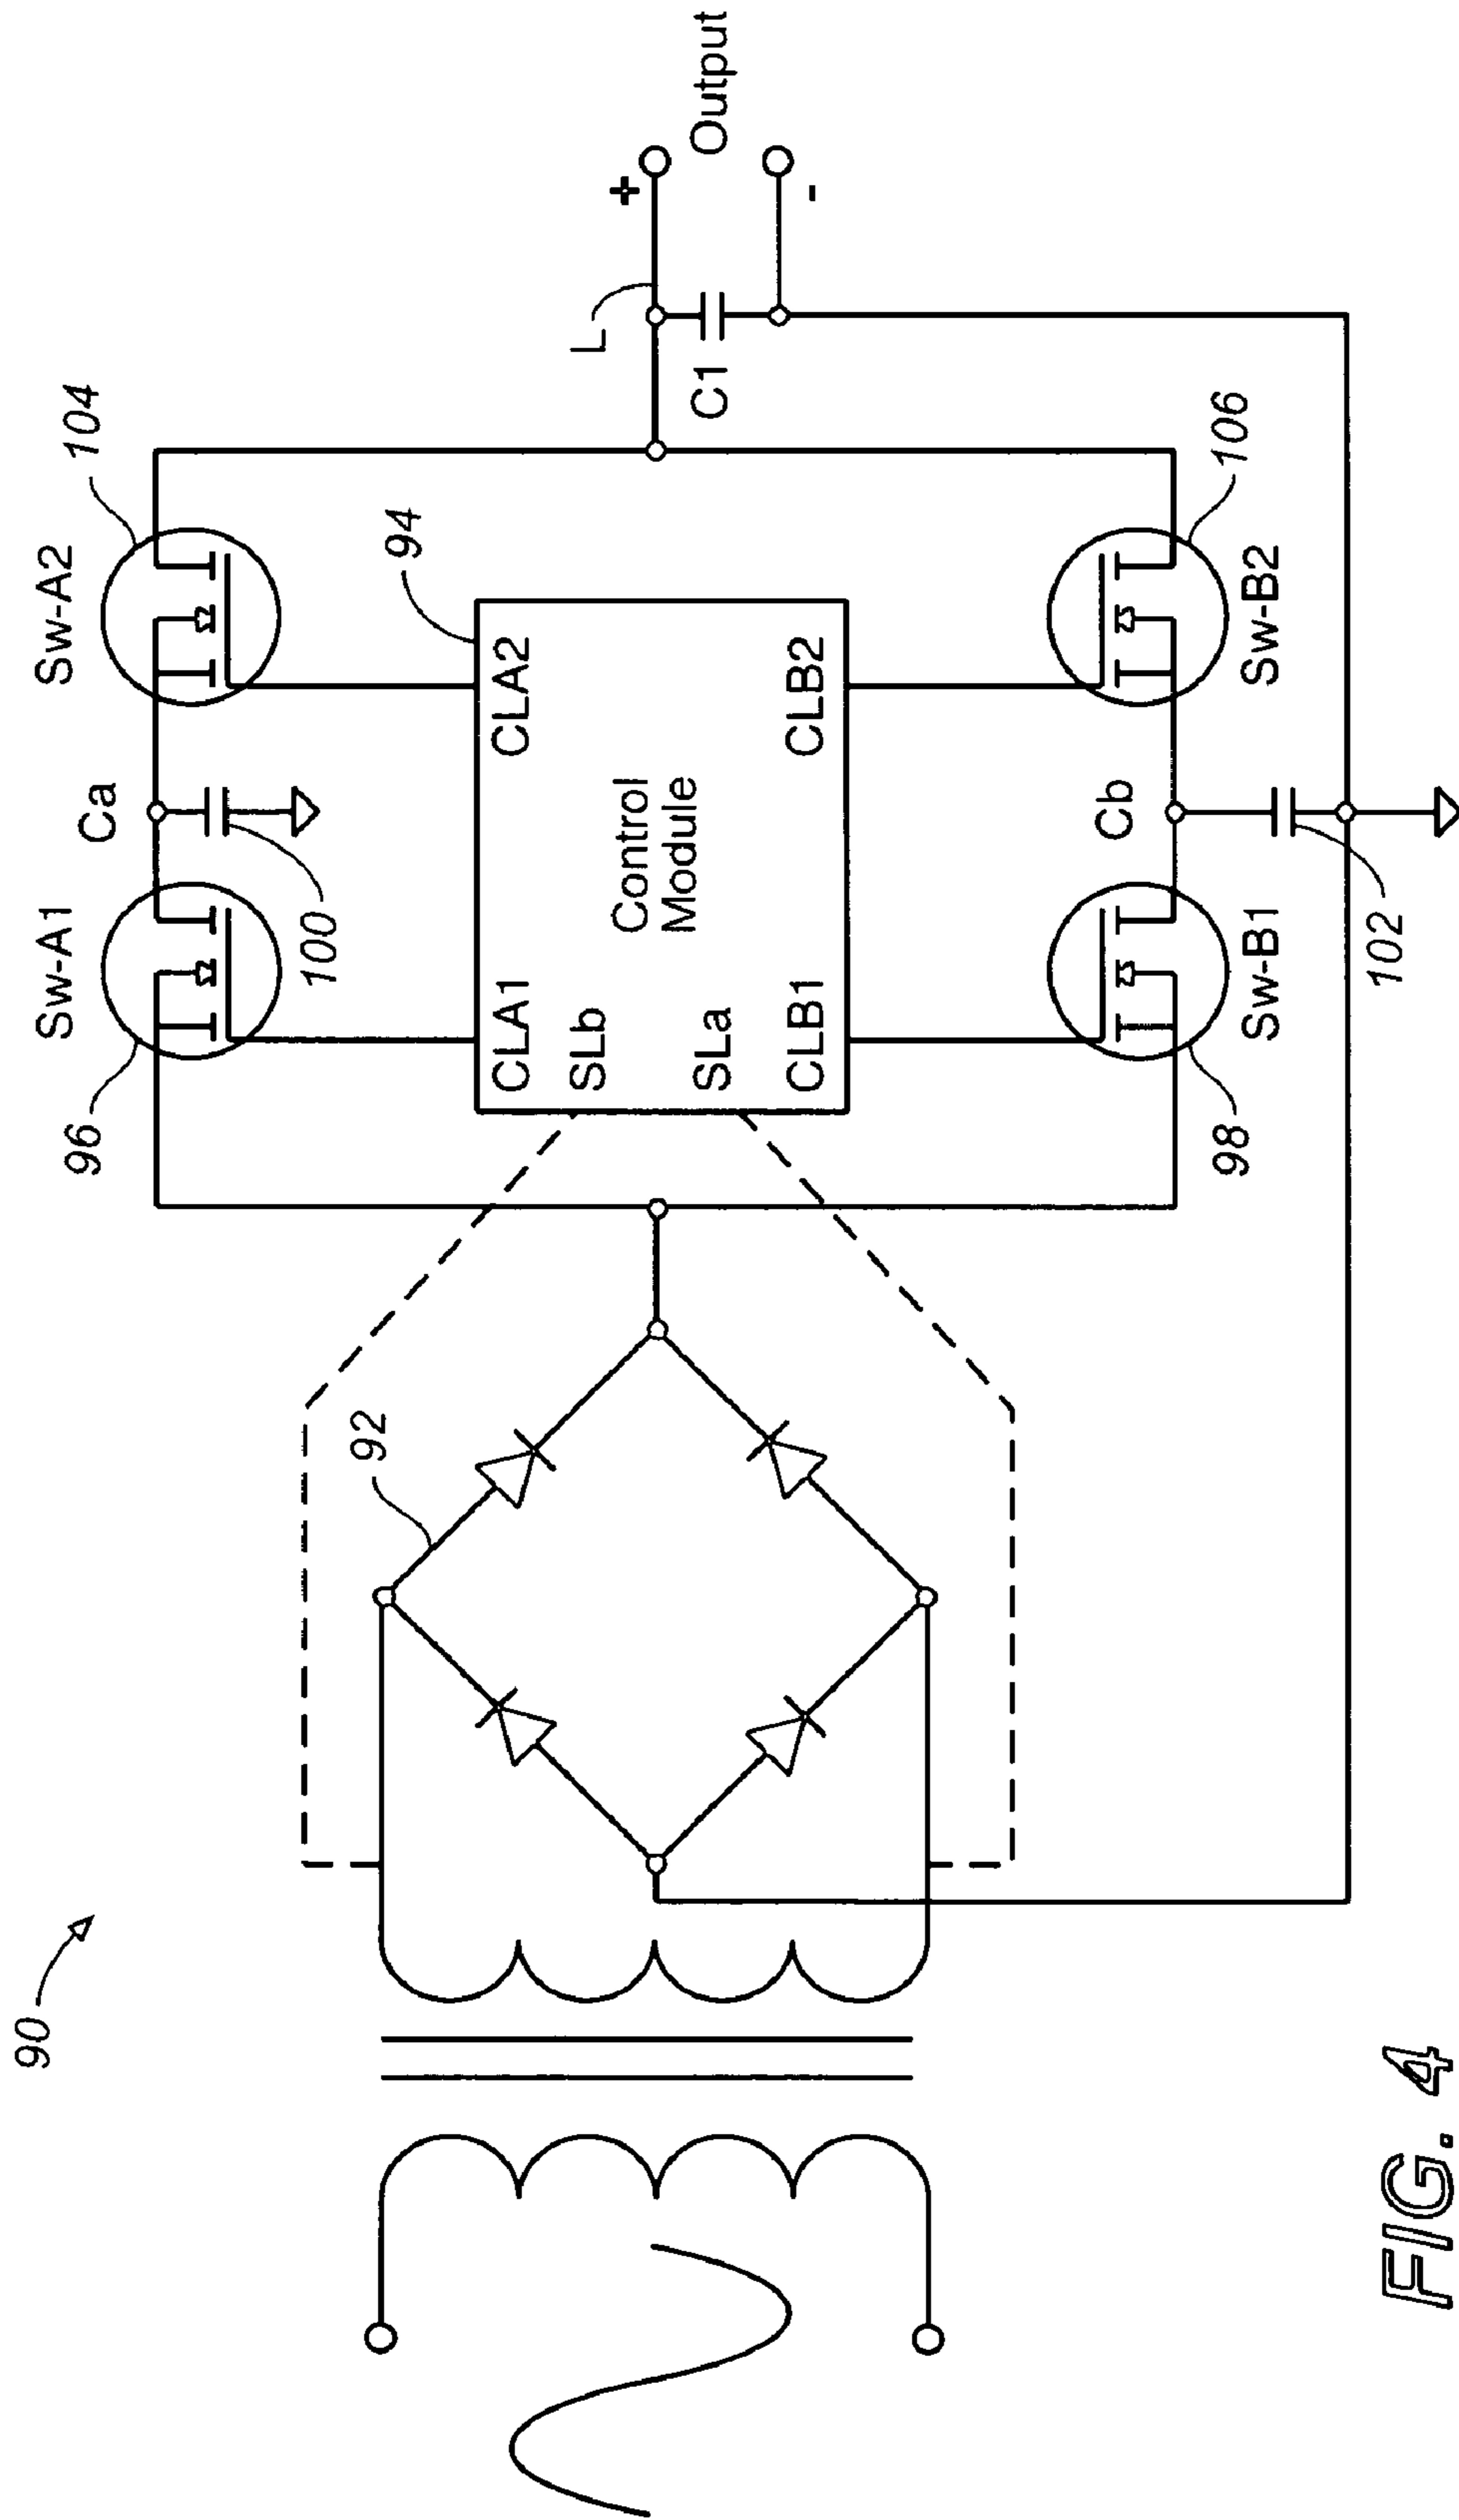 90
Sw-A1
Ca
Sw-A2
96
100
104
92
94
CLA1
CLA2
SLb
Control
Module
SLa
CLB1
CLB2
L
C1
+
Output
-
98
Cb
106
Sw-B1
Sw-B2
102
FIG. 4